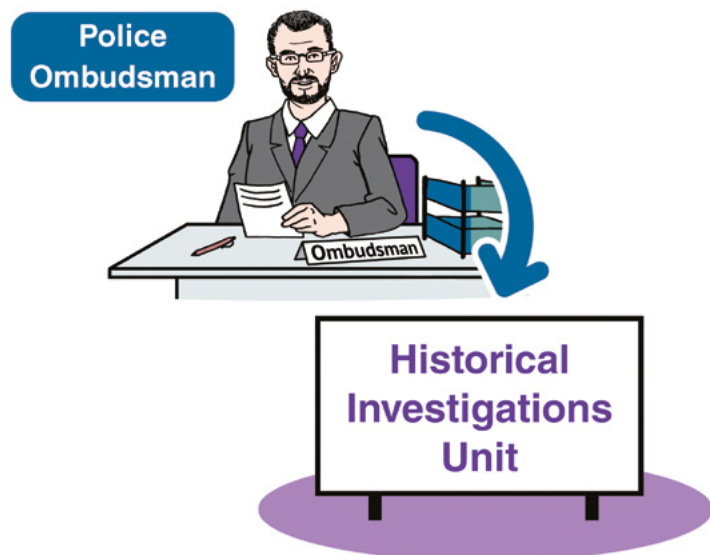 Police
Ombudsman
Ombudsman
Historical
Investigations
Unit